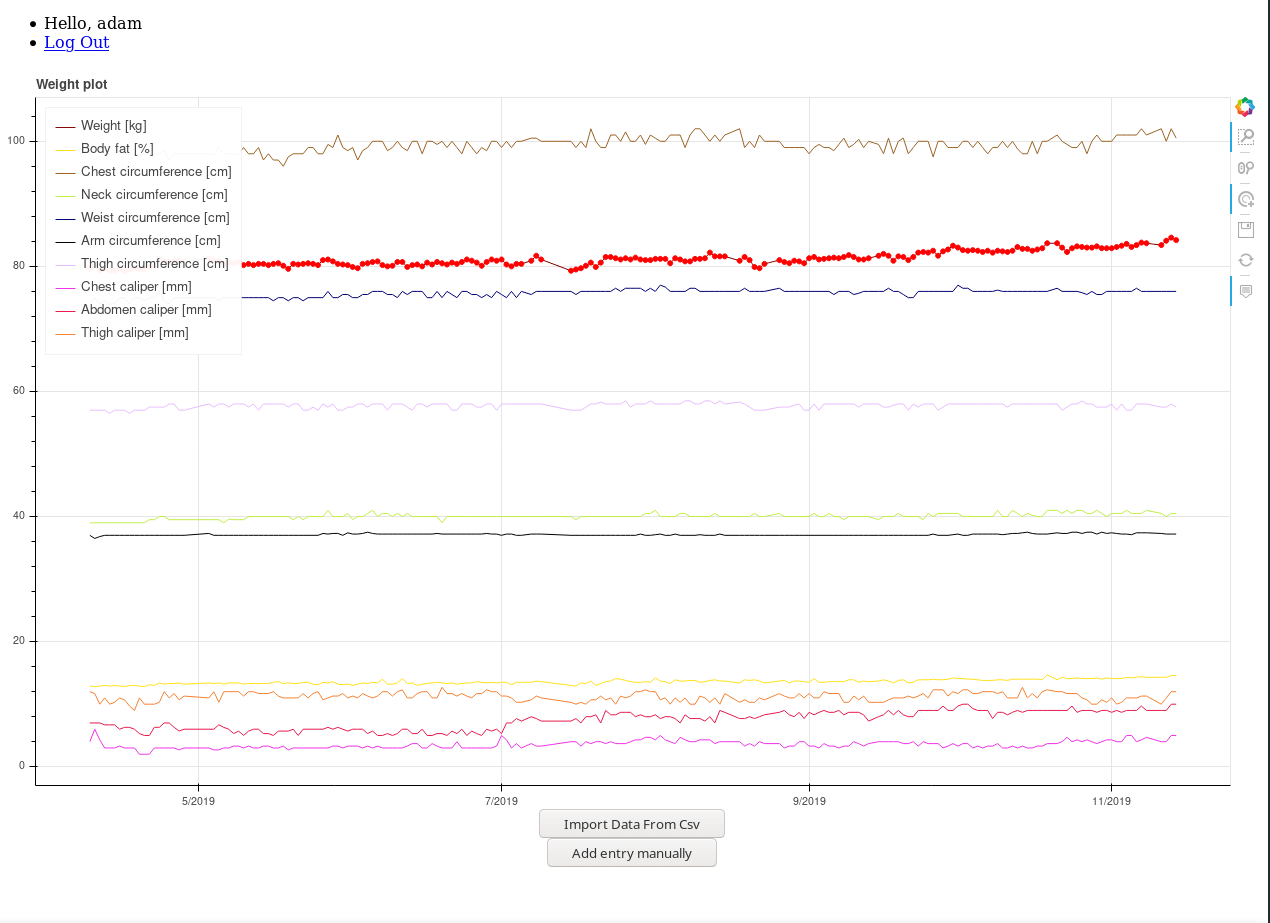 Hello, adam
Log Out
Weight plot
Weight [kg]
Body fat [%]
Chest circumference [cm]
Neck circumference [cm]
Weist circumference [cm]
Arm circumference [cm]
Thigh circumference [cm]
Chest caliper [mm]
Abdomen caliper [mm]
Thigh caliper [mm]
100
80
60
40
20
0
5/2019 7/2019 9/2019 11/2019
Import Data From Csv
Add entry manually